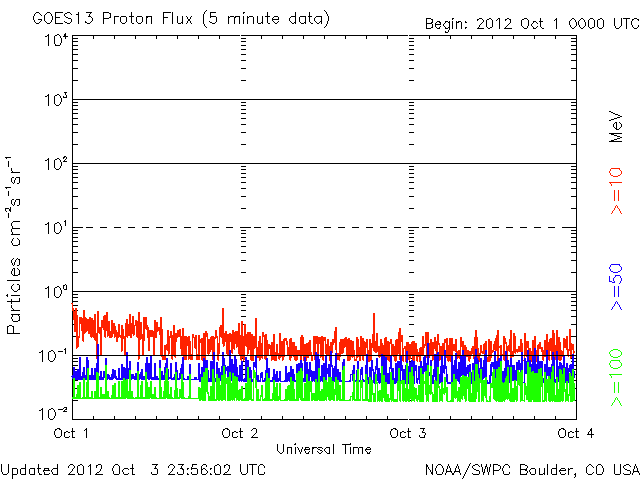 GOES13 Proton Flux (5 minute data)
Begin: 2012 Oct 1 0000 UTC
Particles cm⁻²s⁻¹sr⁻¹
10⁴
10³
10²
10¹
10⁰
10⁻¹
10⁻²
Oct 1
Oct 2
Oct 3
Oct 4
Universal Time
MeV
>=10
>=50
>=100
Updated 2012 Oct 3 23:56:02 UTC
NOAA/SWPC Boulder, CO USA